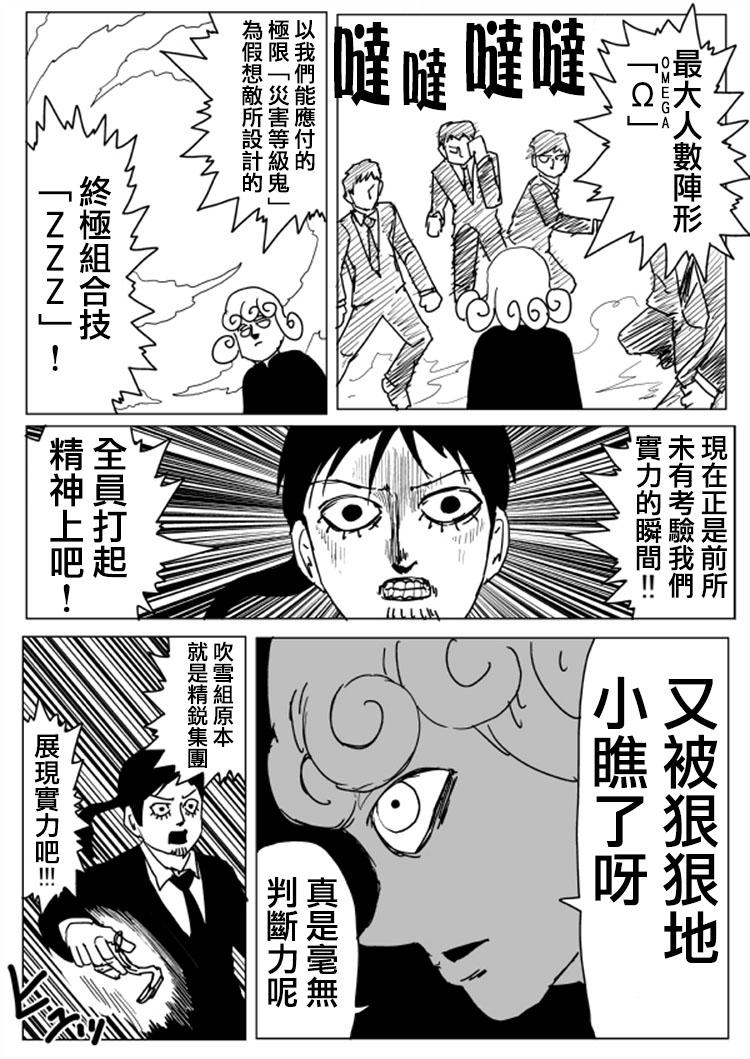 最大人數陣形
「Ω」
OMEGA
噠
噠
噠
噠
以我們能應付的
極限「災害等級鬼」
為假想敵所設計的
終極組合技
「ZZZ」！
現在正是前所
未有考驗我們
實力的瞬間!!
全員打起
精神上吧！
又被狠狠地
小瞧了呀
真是毫無
判斷力呢
吹雪組原本
就是精鋭集團
展現實力吧!!!